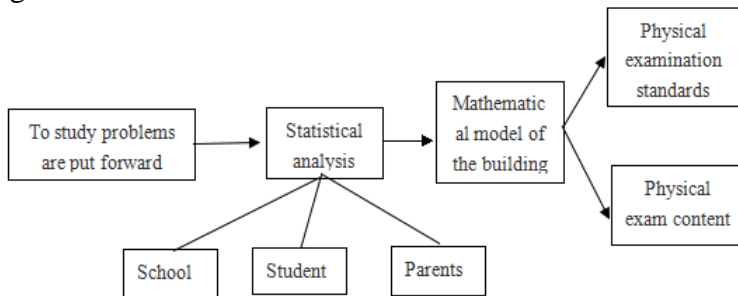 To study problems
are put forward
Statistical
analysis
Mathematic
al model of
the building
Physical
examination
standards
Physical
exam content
School
Student
Parents